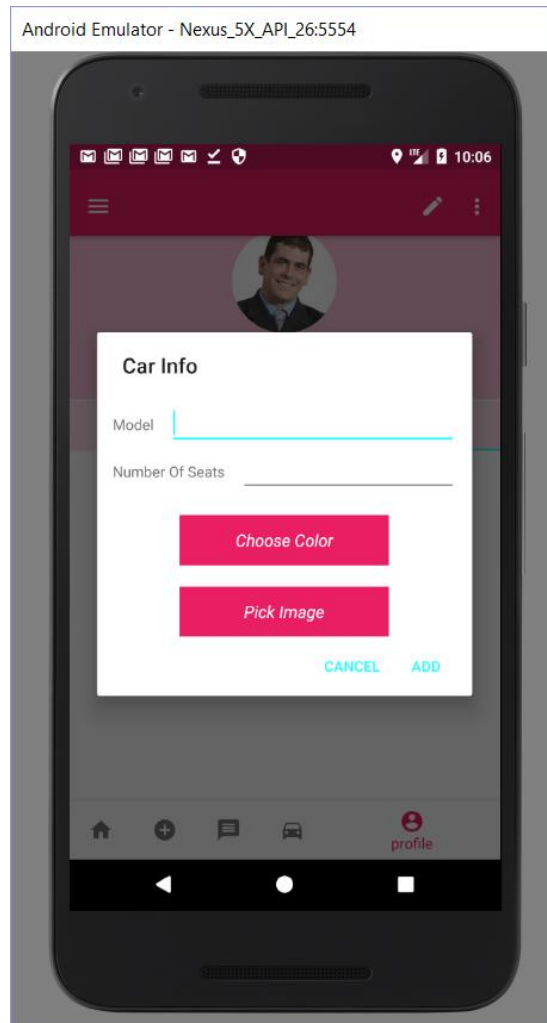 Android Emulator - Nexus_5X_API_26:5554
LTE 10:06
Car Info
Model
Number Of Seats
Choose Color
Pick Image
CANCEL ADD
profile